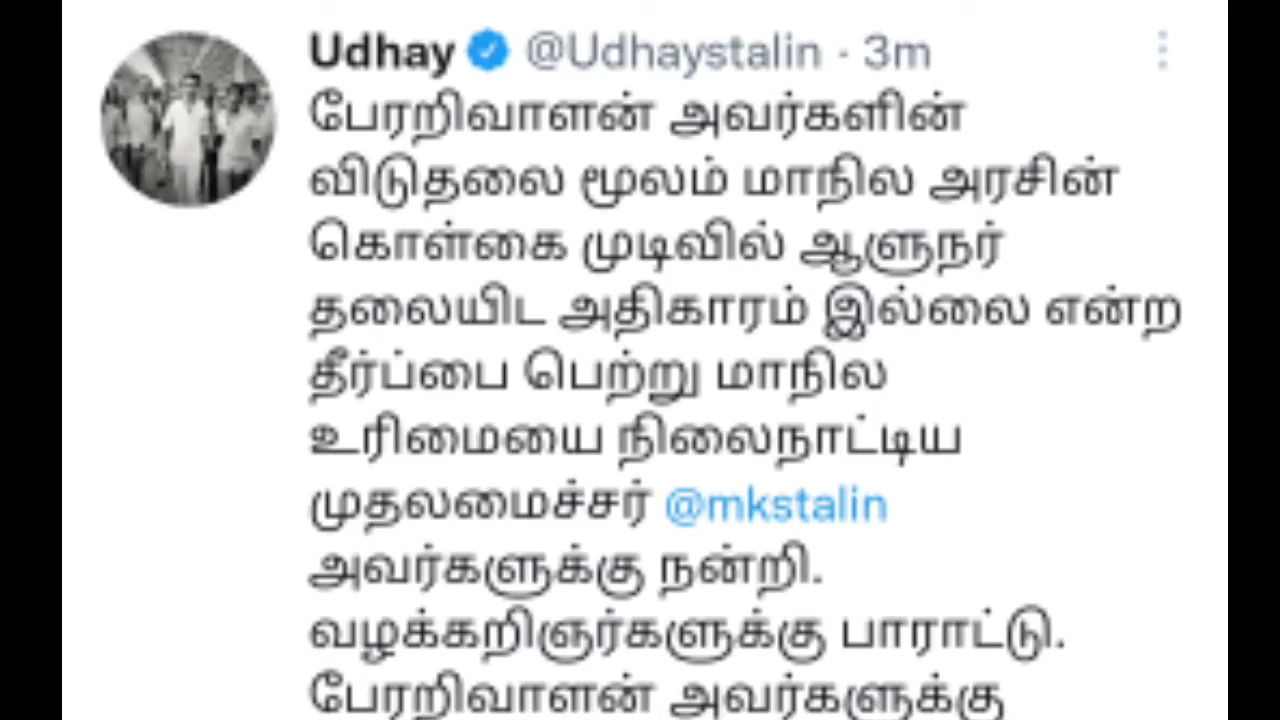 Udhay @Udhaystalin · 3m
பேரறிவாளன் அவர்களின்
விடுதலை மூலம் மாநில அரசின்
கொள்கை முடிவில் ஆளுநர்
தலையிட அதிகாரம் இல்லை என்ற
தீர்ப்பை பெற்று மாநில
உரிமையை நிலைநாட்டிய
முதலமைச்சர் @mkstalin
அவர்களுக்கு நன்றி.
வழக்கறிஞர்களுக்கு பாராட்டு.
பேரறிவாளன் அவர்களுக்கு